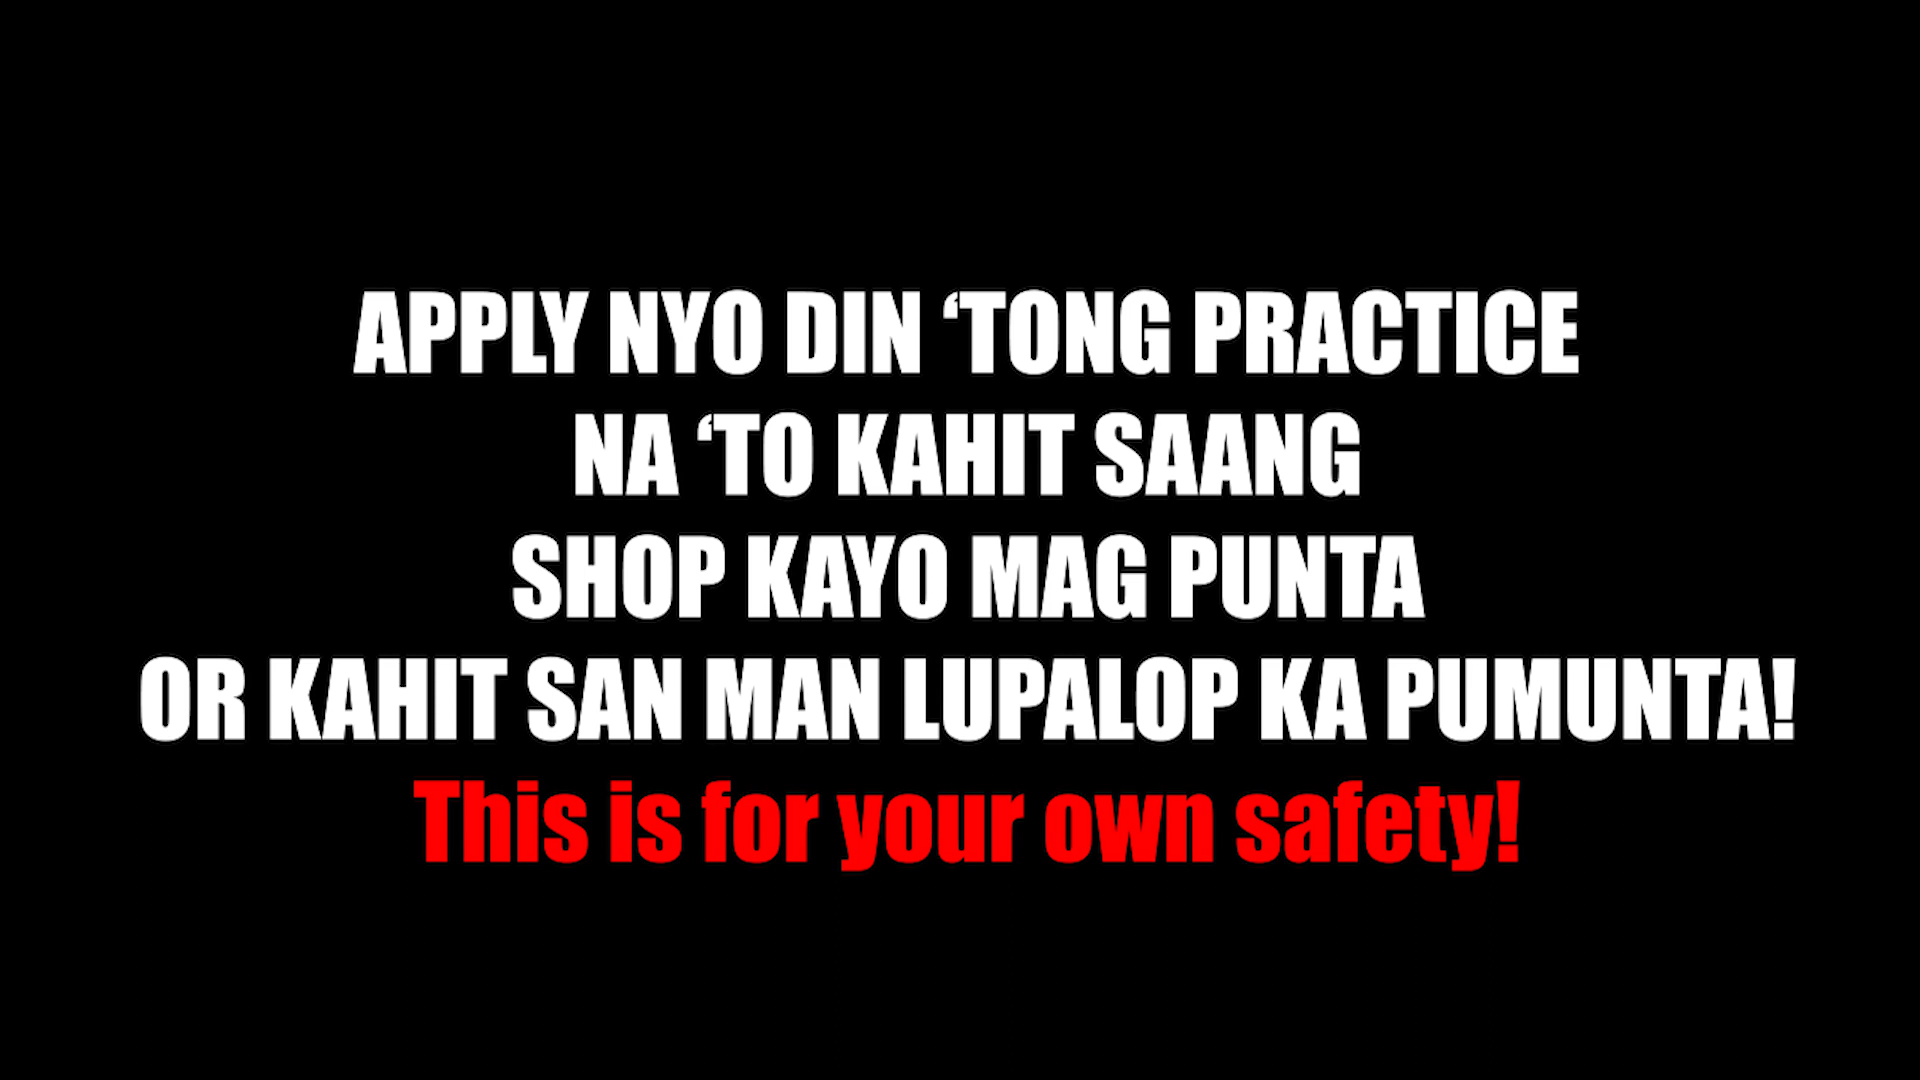 APPLY NYO DIN ‘TONG PRACTICE
NA ‘TO KAHIT SAANG
SHOP KAYO MAG PUNTA
OR KAHIT SAN MAN LUPALOP KA PUMUNTA!
This is for your own safety!